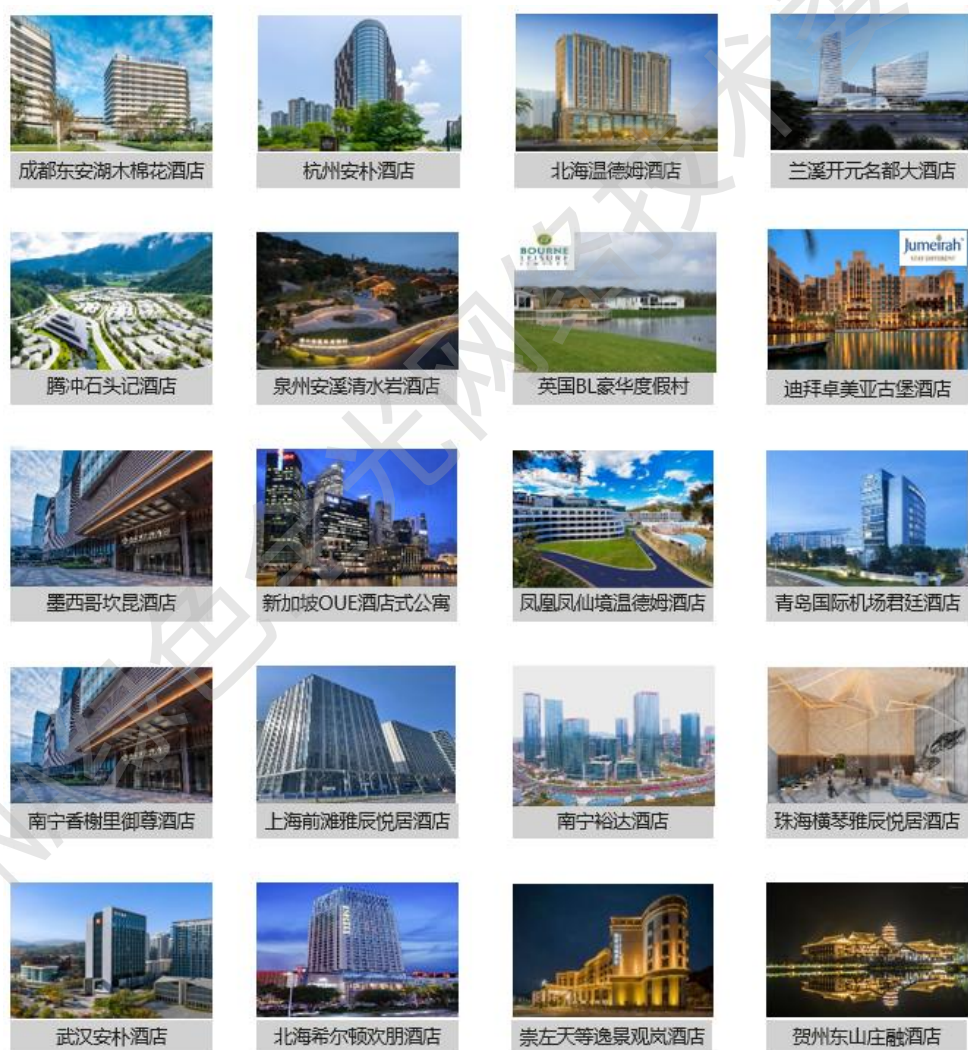 成都东安湖木棉花酒店
杭州安朴酒店
北海温德姆酒店
兰溪开元名都大酒店
BOURNE
LEISURE
Jumeirah
STAY DIFFERENT
腾冲石头记酒店
泉州安溪清水岩酒店
英国BL豪华度假村
迪拜卓美亚古堡酒店
墨西哥坎昆酒店
新加坡OUE酒店式公寓
凤凰凤仙境温德姆酒店
青岛国际机场君廷酒店
南宁香榭里御尊酒店
上海前滩雅辰悦居酒店
南宁裕达酒店
珠海横琴雅辰悦居酒店
武汉安朴酒店
北海希尔顿欢朋酒店
崇左天等逸景观岚酒店
贺州东山庄融酒店